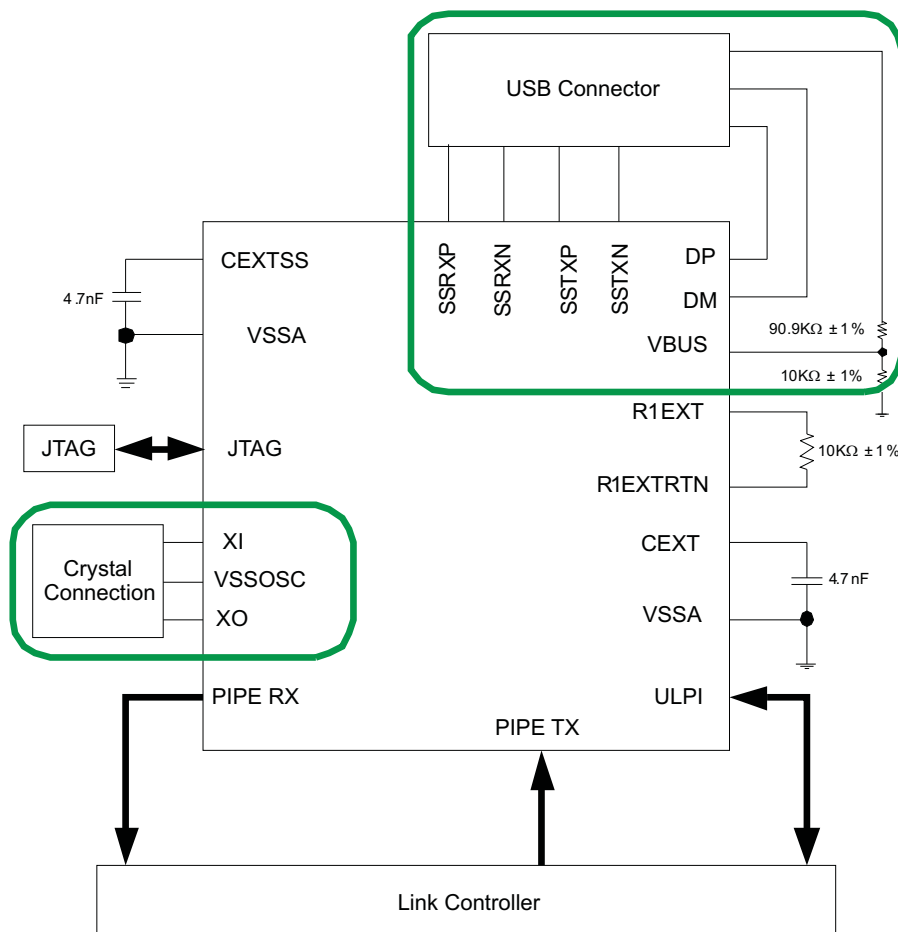 USB Connector
SSRXP
SSRXN
SSTXP
SSTXN
DP
DM
VBUS
90.9KΩ ±1%
10KΩ ±1%
CEXTSS
4.7nF
VSSA
R1EXT
10KΩ ±1%
R1EXTRTN
JTAG
JTAG
CEXT
4.7nF
VSSA
Crystal
Connection
XI
VSSOSC
XO
PIPE RX
ULPI
PIPE TX
Link Controller